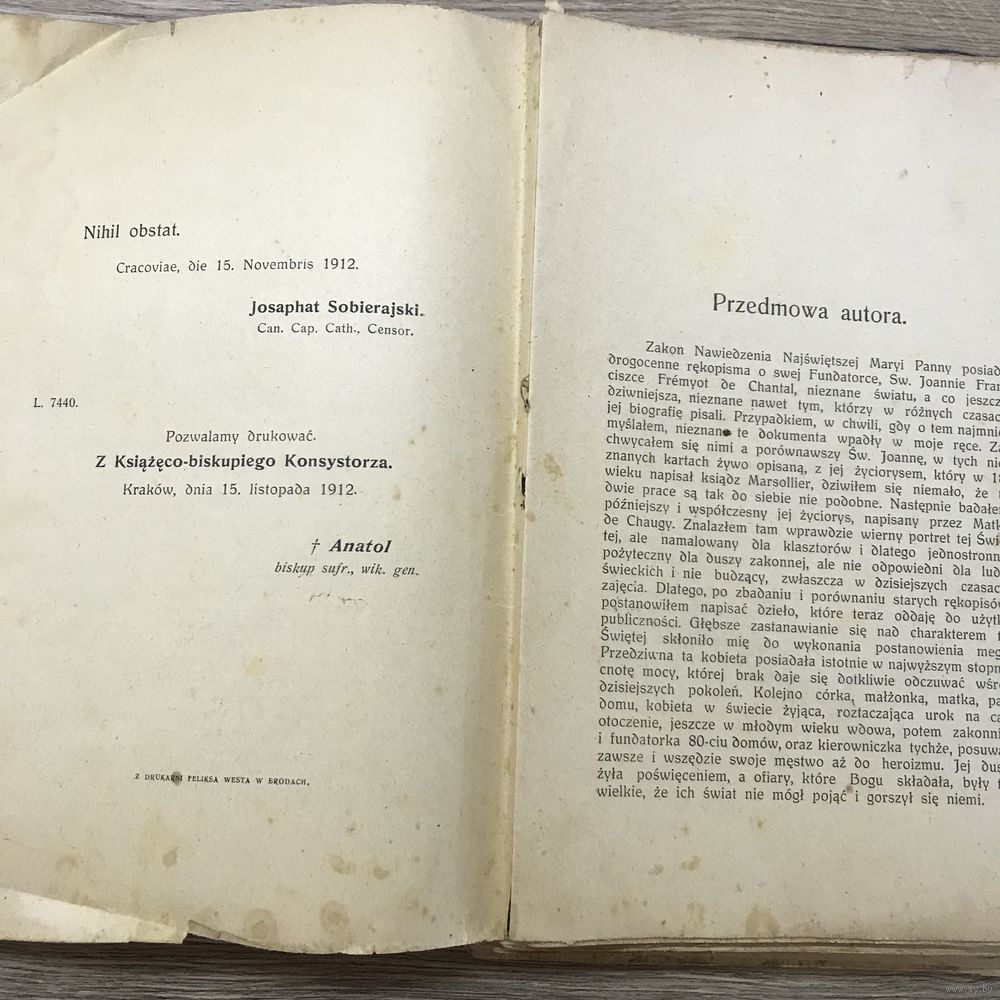 Nihil obstat.
Cracoviae, die 15. Novembris 1912.
Josaphat Sobierajski.
Can. Cap. Cath., Censor.
L. 7440.
Pozwalamy drukować.
Z Książęco-biskupiego Konsystorza.
Kraków, dnia 15. listopada 1912.
† Anatol
biskup sufr., wik. gen.
Z DRUKARNI FELIKSA WESTA W BRODACH.
Przedmowa autora.
Zakon Nawiedzenia Najświętszej Maryi Panny posiad
drogocenne rękopisma o swej Fundatorce, Sw. Joannie Fran
ciszce Frémyot de Chantal, nieznane światu, a co jeszcz
dziwniejsza, nieznane nawet tym, którzy w różnych czasac
jej biografię pisali. Przypadkiem, w chwili, gdy o tem najmnie
myślałem, nieznane te dokumenta wpadły w moje ręce. Za
chwycałem się nimi a porównawszy Św. Joannę, w tych nie
znanych kartach żywo opisaną, z jej życiorysem, który w 18
wieku napisał ksiądz Marsollier, dziwiłem się niemało, że t
dwie prace są tak do siebie nie podobne. Następnie badałe
późniejszy i współczesny jej życiorys, napisany przez Matk
de Chaugy. Znalazłem tam wprawdzie wierny portret tej Świę
tej, ale namalowany dla klasztorów i dlatego jednostronn
pożyteczny dla duszy zakonnej, ale nie odpowiedni dla lud
świeckich i nie budzący, zwłaszcza w dzisiejszych czasac
zajęcia. Dlatego, po zbadaniu i porównaniu starych rękopisów
postanowiłem napisać dzieło, które teraz oddaję do użytk
publiczności. Głębsze zastanawianie się nad charakterem t
Świętej skłoniło mię do wykonania postanowienia meg
Przedziwna ta kobieta posiadała istotnie w najwyższym stopn
cnotę mocy, której brak daje się dotkliwie odczuwać wśró
dzisiejszych pokoleń. Kolejno córka, małżonka, matka, pa
domu, kobieta w świecie żyjąca, roztaczająca urok na ca
otoczenie, jeszcze w młodym wieku wdowa, potem zakonni
i fundatorka 80-ciu domów, oraz kierowniczka tychże, posuwa
zawsze i wszędzie swoje męstwo aż do heroizmu. Jej dus
żyła poświęceniem, a ofiary, które Bogu składała, były t
wielkie, że ich świat nie mógł pojąć i gorszył się niemi.
www.ay.by